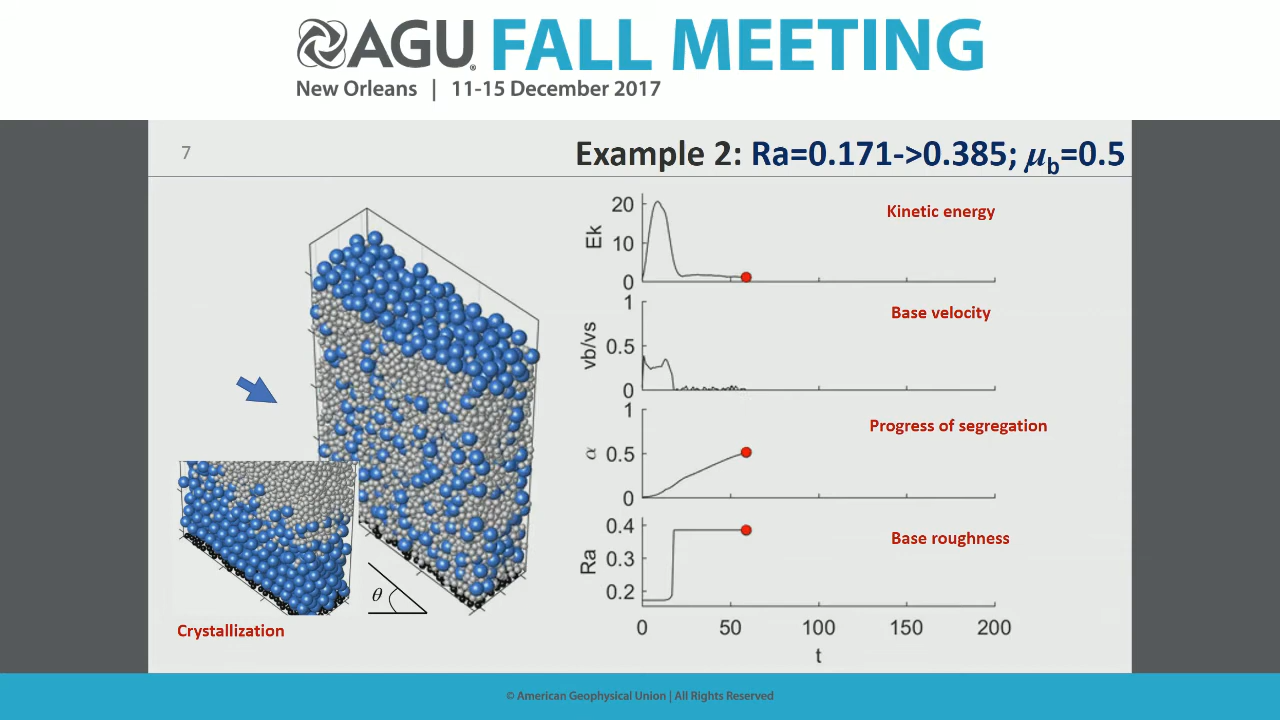 AGU FALL MEETING
New Orleans | 11-15 December 2017
7
Example 2: Ra=0.171->0.385; μb=0.5
20
10
0
Ek
Kinetic energy
1
0.5
0
vb/vs
Base velocity
1
0.5
0
α
Progress of segregation
0.4
0.3
0.2
Ra
Base roughness
0 50 100 150 200
t
θ
Crystallization
© American Geophysical Union | All Rights Reserved